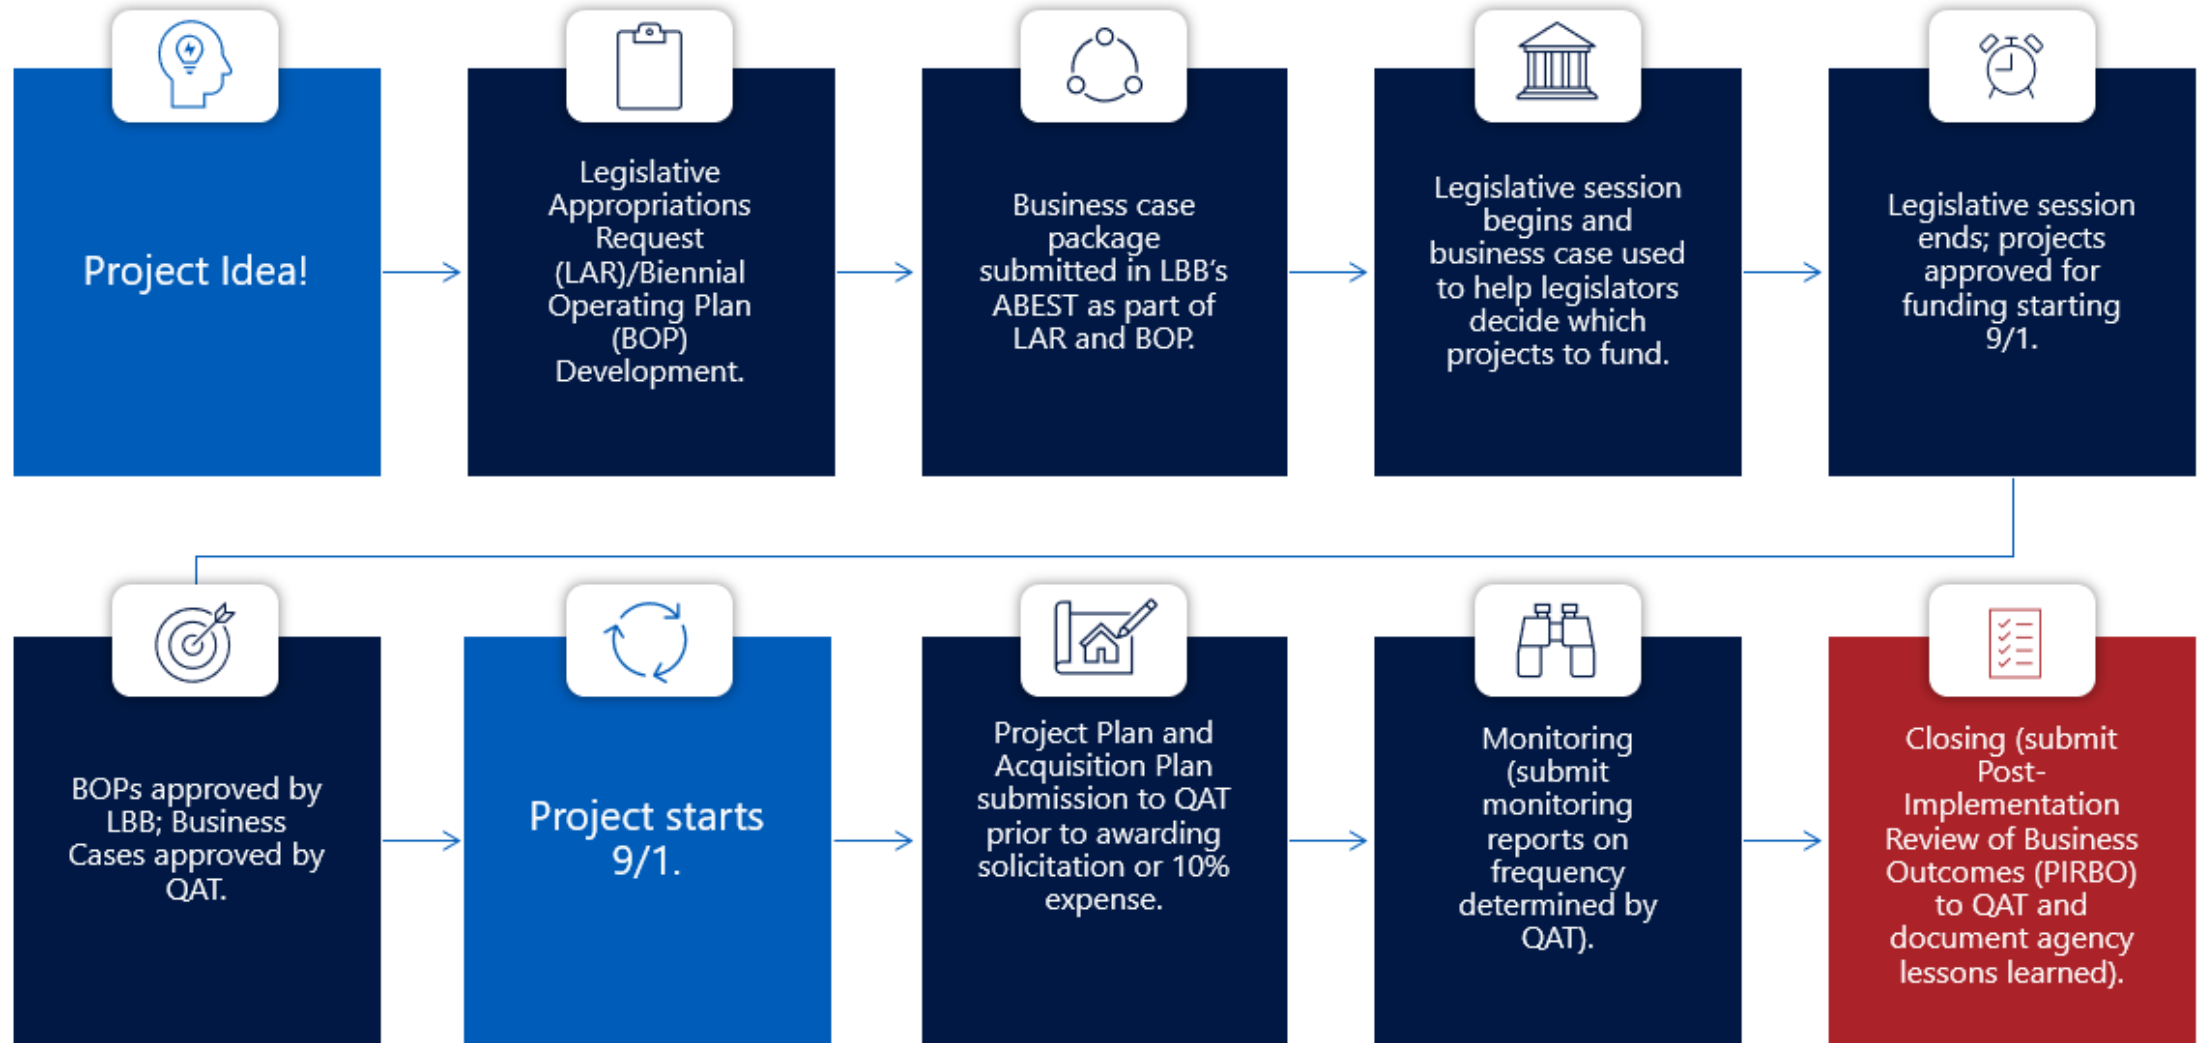 Project Idea!
Legislative
Appropriations
Request
(LAR)/Biennial
Operating Plan
(BOP)
Development.
Business case
package
submitted in LBB's
ABEST as part of
LAR and BOP.
Legislative session
begins and
business case used
to help legislators
decide which
projects to fund.
Legislative session
ends; projects
approved for
funding starting
9/1.
BOPs approved by
LBB; Business
Cases approved by
QAT.
Project starts
9/1.
Project Plan and
Acquisition Plan
submission to QAT
prior to awarding
solicitation or 10%
expense.
Monitoring
(submit
monitoring
reports on
frequency
determined by
QAT).
Closing (submit
Post-
Implementation
Review of Business
Outcomes (PIRBO)
to QAT and
document agency
lessons learned).